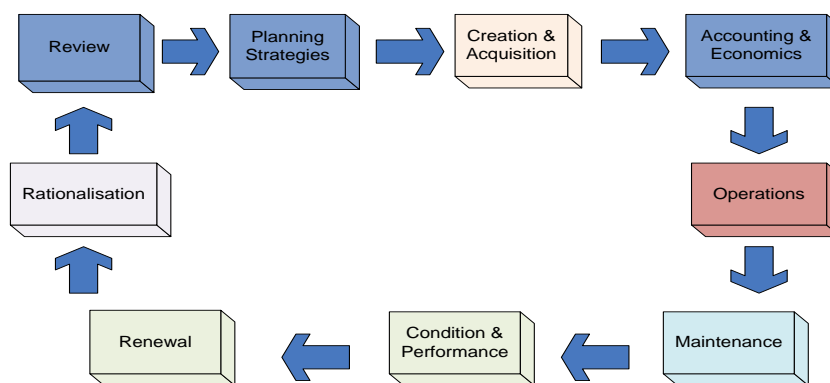 Review
Planning
Strategies
Creation &
Acquisition
Accounting &
Economics
Rationalisation
Operations
Renewal
Condition &
Performance
Maintenance